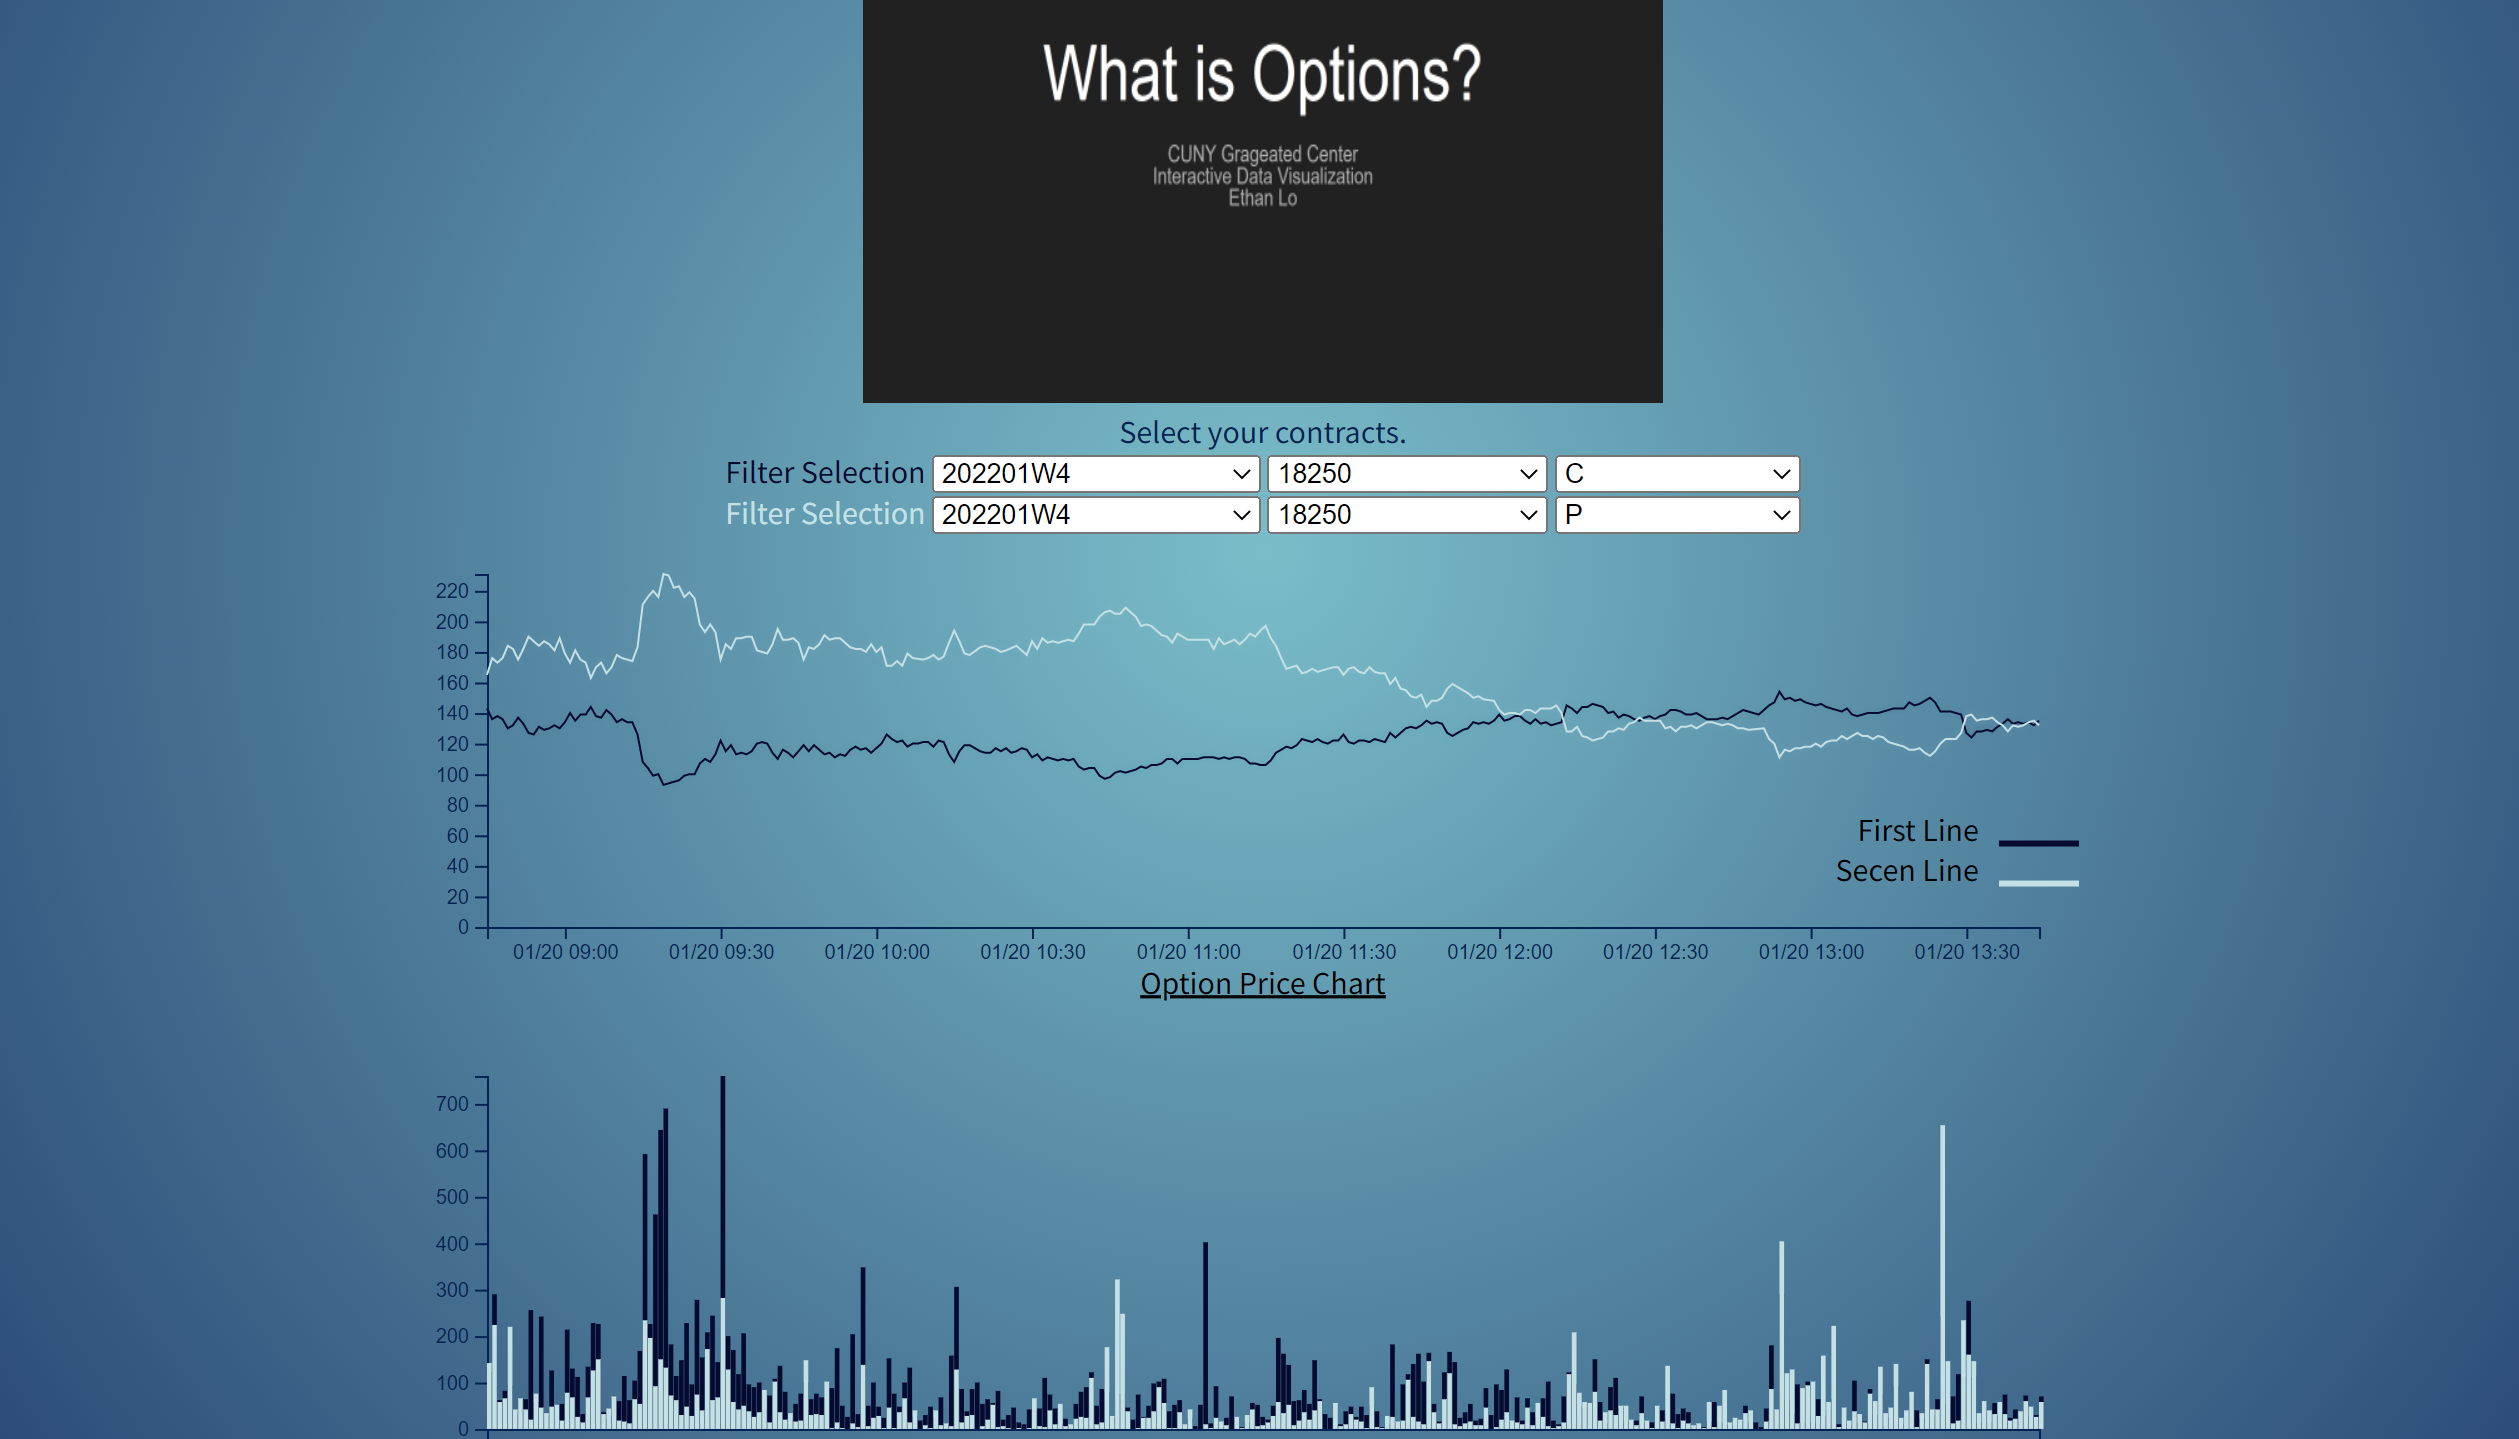 What is Options?
CUNY Grageated Center
Interactive Data Visualization
Ethan Lo
Select your contracts.
Filter Selection 202201W4 18250 C
Filter Selection 202201W4 18250 P
220
200
180
160
140
120
100
80
60
40
20
0
First Line
Secen Line
01/20 09:00 01/20 09:30 01/20 10:00 01/20 10:30 01/20 11:00 01/20 11:30 01/20 12:00 01/20 12:30 01/20 13:00 01/20 13:30
Option Price Chart
700
600
500
400
300
200
100
0